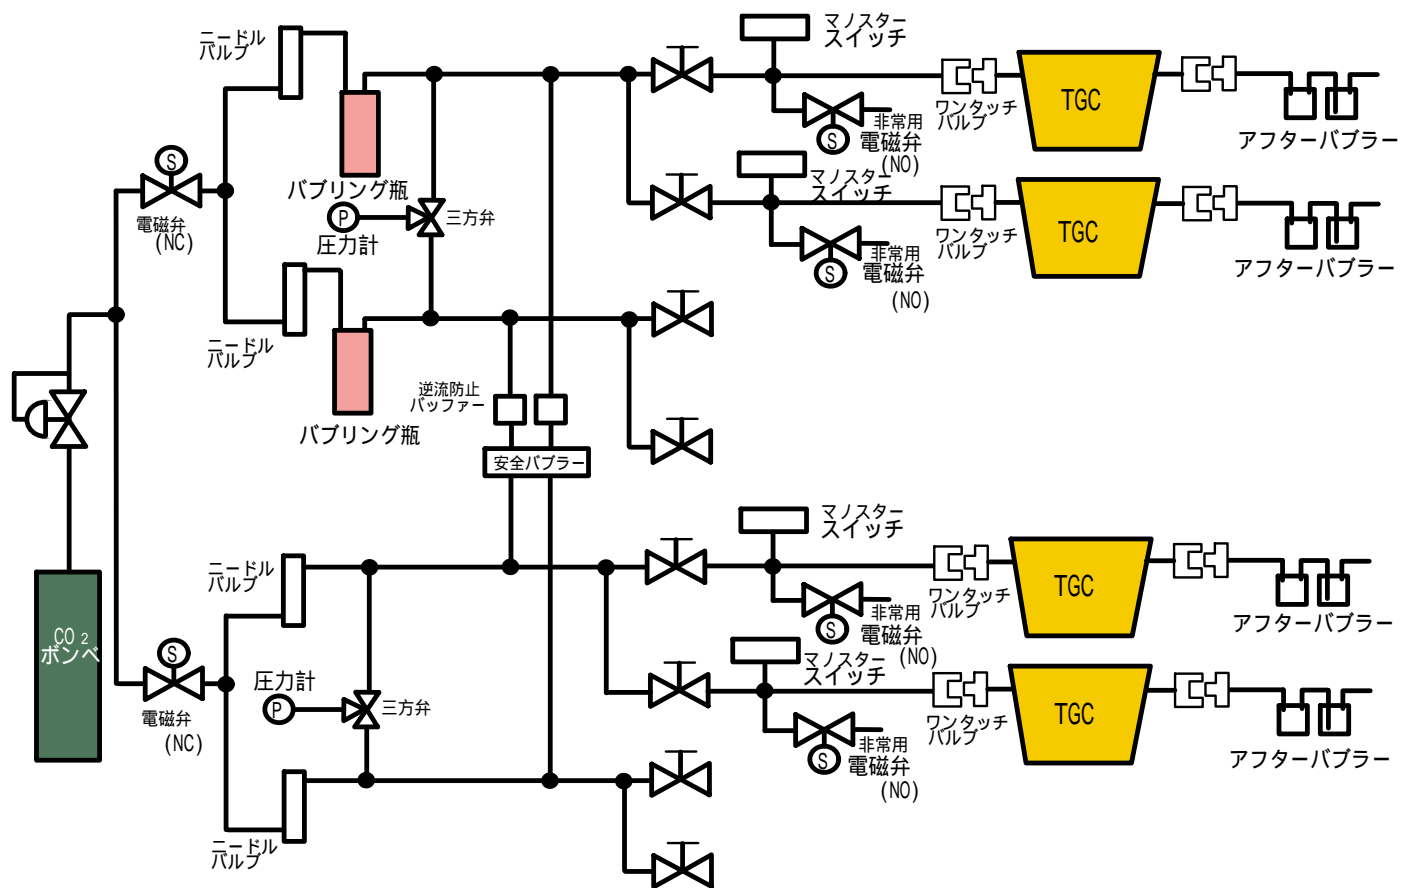 ニードル
バルブ
マノスター
スイッチ
TGC
ワンタッチ
バルブ
非常用
電磁弁
(NO)
S
アフターバブラー
S
バブリング瓶
電磁弁
(NC)
P
圧力計
三方弁
マノスター
スイッチ
TGC
ワンタッチ
バルブ
非常用
電磁弁
(NO)
S
アフターバブラー
ニードル
バルブ
バブリング瓶
逆流防止
バッファー
安全バブラー
マノスター
スイッチ
ニードル
バルブ
TGC
ワンタッチ
バルブ
非常用
電磁弁
(NO)
S
アフターバブラー
CO2
ボンベ
S
電磁弁
(NC)
圧力計
P
三方弁
マノスター
スイッチ
TGC
ワンタッチ
バルブ
非常用
電磁弁
(NO)
S
アフターバブラー
ニードル
バルブ